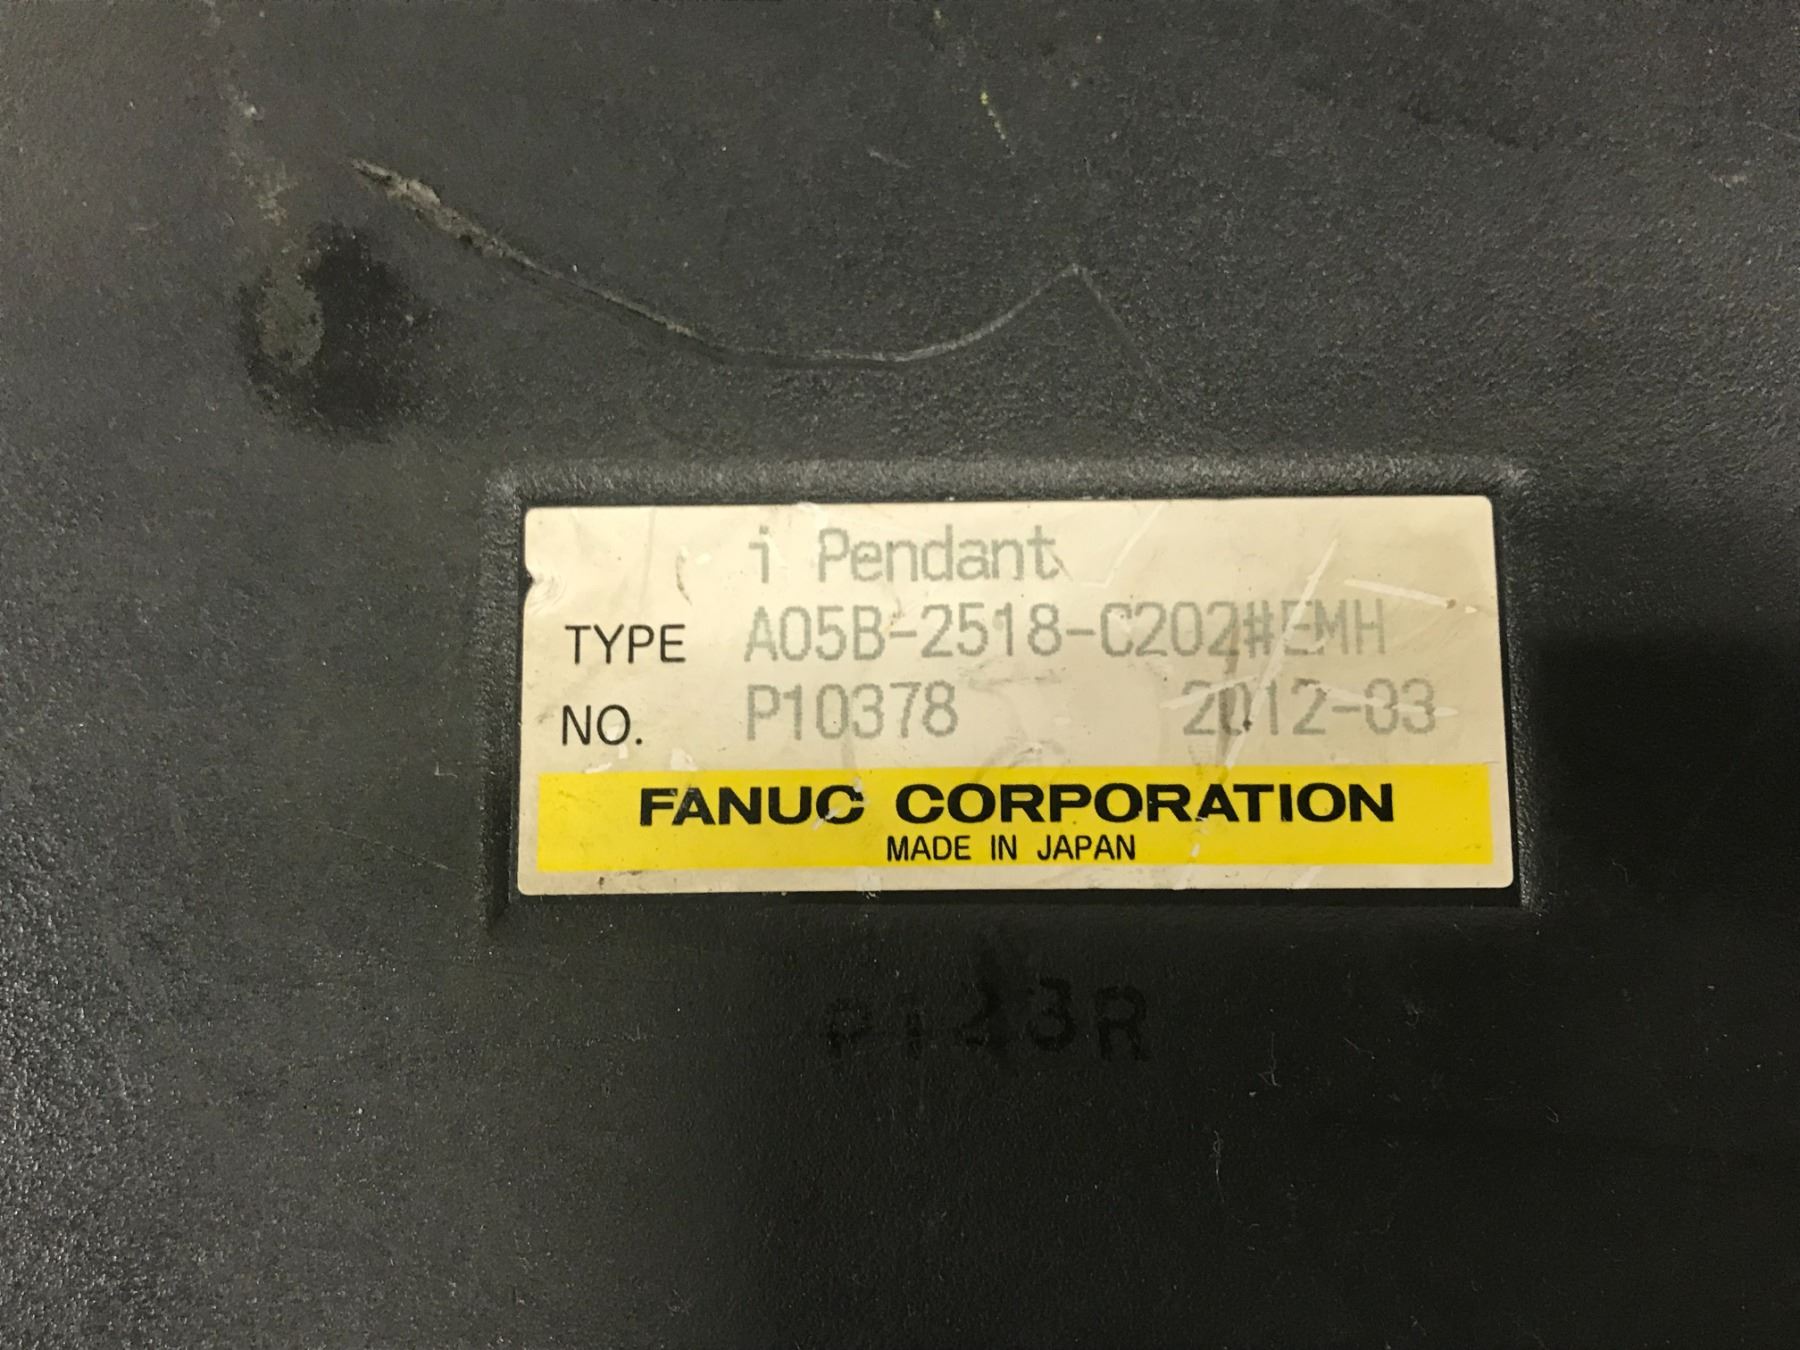 i Pendant
TYPE A05B-2518-C202#EMH
NO. P10378 2012-03
FANUC CORPORATION
MADE IN JAPAN